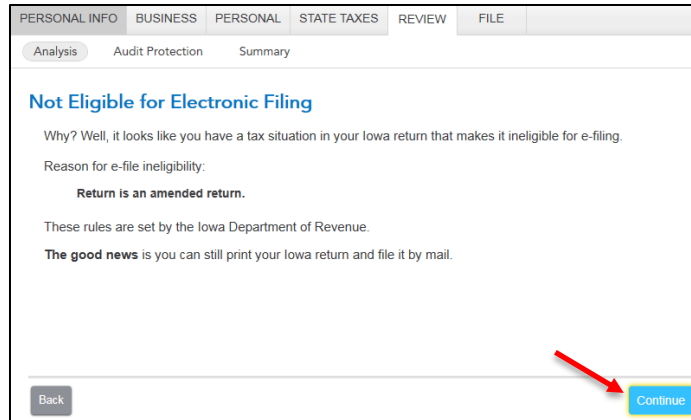 PERSONAL INFO BUSINESS PERSONAL STATE TAXES REVIEW FILE
Analysis Audit Protection Summary
Not Eligible for Electronic Filing
Why? Well, it looks like you have a tax situation in your Iowa return that makes it ineligible for e-filing.
Reason for e-file ineligibility:
Return is an amended return.
These rules are set by the Iowa Department of Revenue.
The good news is you can still print your Iowa return and file it by mail.
Back Continue